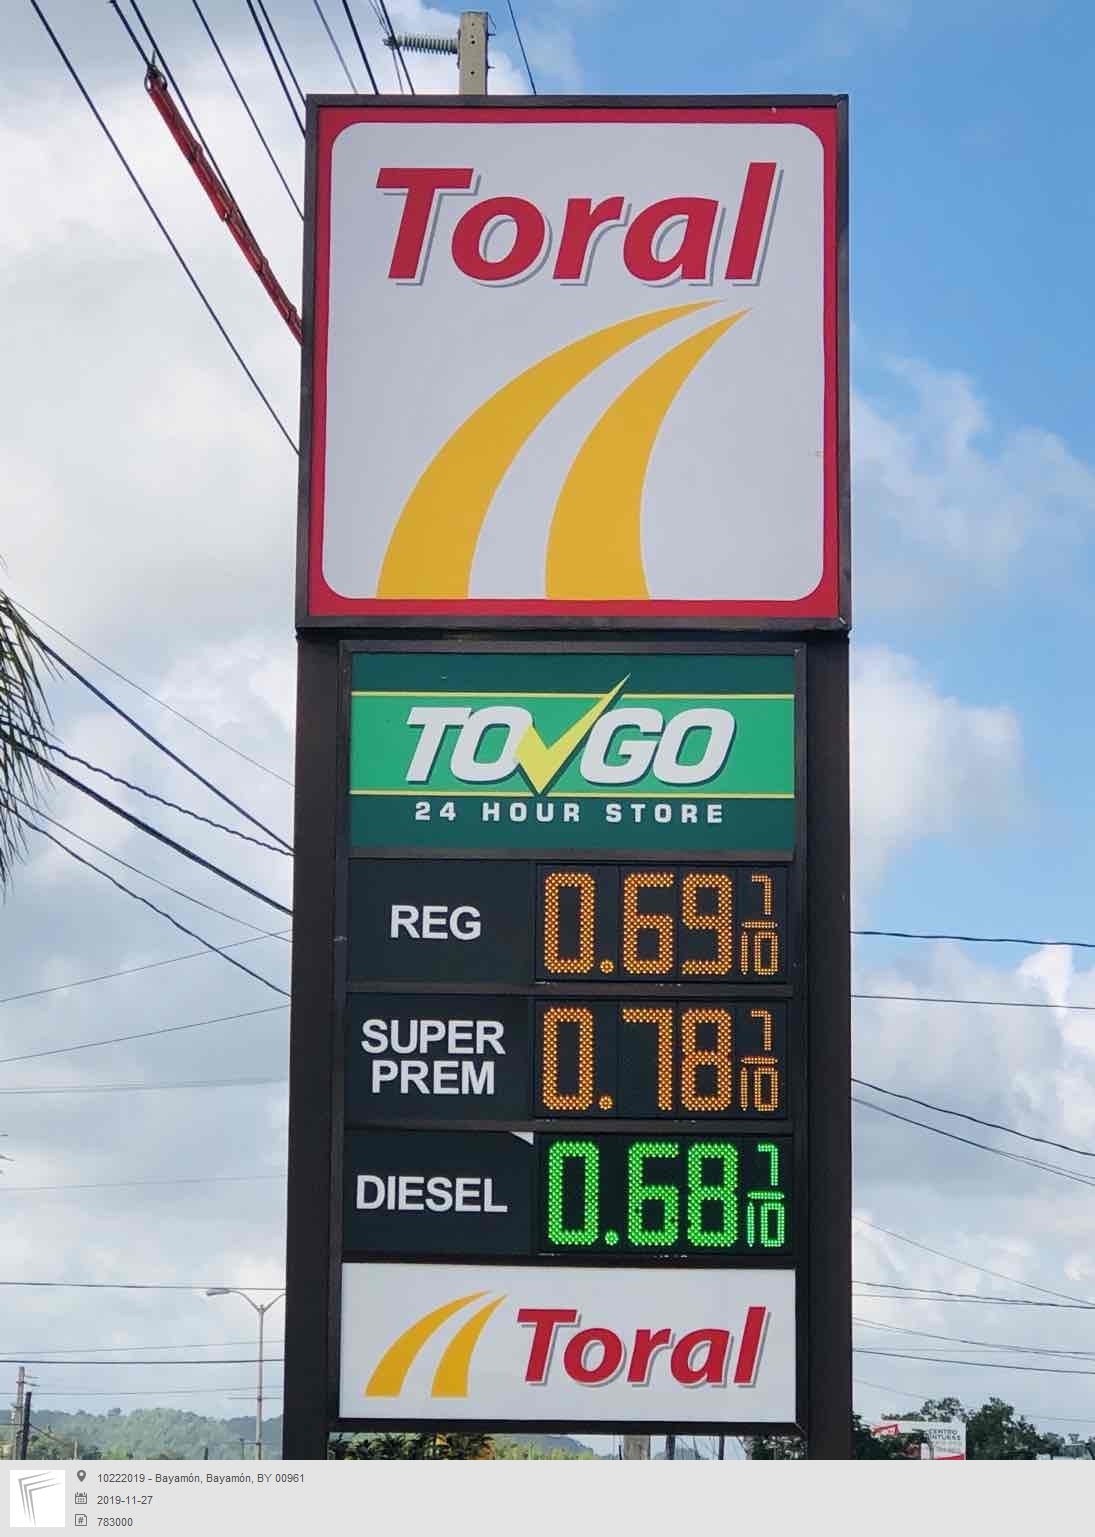 Toral
TO GO
24 HOUR STORE
REG 0.69 7/10
SUPER PREM 0.78 7/10
DIESEL 0.68 7/10
Toral
CENTRO
10222019 - Bayamón, Bayamón, BY 00961
2019-11-27
783000